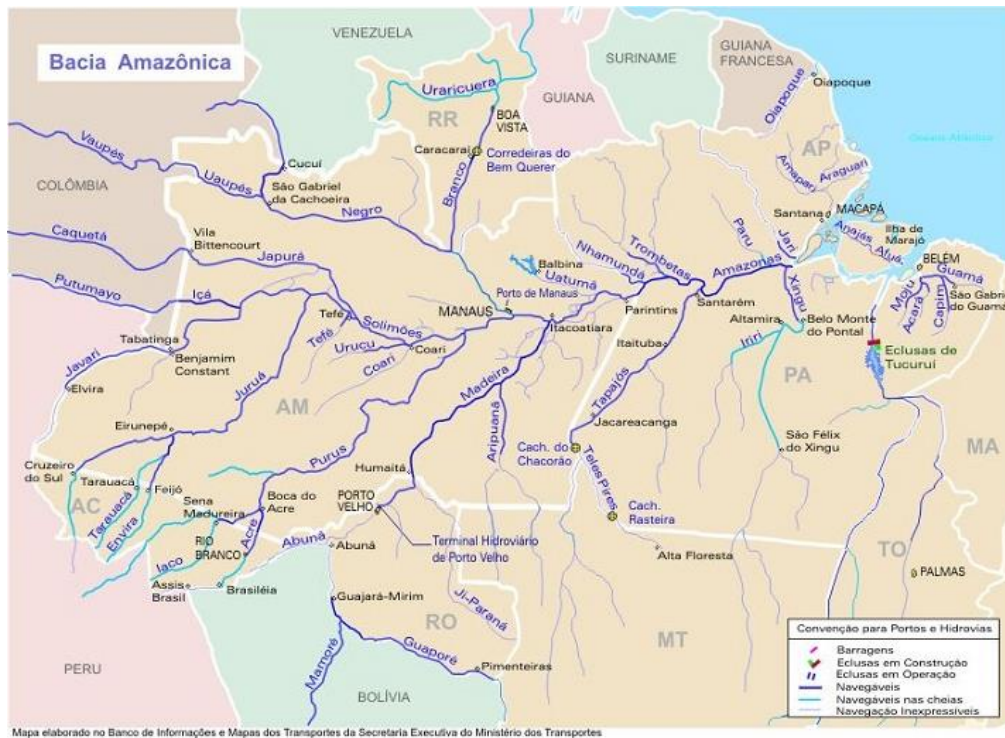 Bacia Amazônica
VENEZUELA
SURINAME
GUIANA
FRANCESA
GUIANA
COLÔMBIA
PERU
BOLÍVIA
Oceano Atlântico
RR
AP
AM
PA
AC
RO
MT
TO
MA
Uraricuera
BOA
VISTA
Caracaraí
Corredeiras do
Bem Querer
Branco
Oiapoque
Oiapoque
Amapari
Araguari
Santana
MACAPÁ
Ilha de
Marajó
Anajás
Afuá
BELÉM
Guamá
Moju
Acará
Capim
São Gabriel
do Guamá
Vaupés
Uaupés
Cucuí
São Gabriel
da Cachoeira
Negro
Caquetá
Vila
Bittencourt
Japurá
Putumayo
Içá
Balbina
Uatumã
Nhamundá
Trombetas
Paru
Jari
Amazonas
Xingu
MANAUS
Porto de Manaus
Itacoatiara
Parintins
Santarém
Altamira
Belo Monte
do Pontal
Eclusas de
Tucuruí
Tefé
Solimões
Tefé
Urucu
Coari
Coari
Tabatinga
Benjamim
Constant
Javari
Elvira
Juruá
Itaituba
Iriri
Madeira
Tapajós
Jacareacanga
Aripuanã
Eirunepé
Purus
Humaitá
Cach. do
Chacorão
São Félix
do Xingu
Cruzeiro
do Sul
Tarauacá
Feijó
Tarauacá
Envira
Sena
Madureira
Boca do
Acre
PORTO
VELHO
Teles Pires
Cach.
Rasteira
Iaco
RIO
BRANCO
Acre
Abunã
Abunã
Terminal Hidroviário
de Porto Velho
Alta Floresta
Assis
Brasil
Brasiléia
Guajará-Mirim
Ji-Paraná
PALMAS
Mamoré
Guaporé
Pimenteiras
Convenção para Portos e Hidrovias
Barragens
Eclusas em Construção
Eclusas em Operação
Navegáveis
Navegáveis nas cheias
Navegação Inexpressíveis
Mapa elaborado no Banco de Informações e Mapas dos Transportes da Secretaria Executiva do Ministério dos Transportes